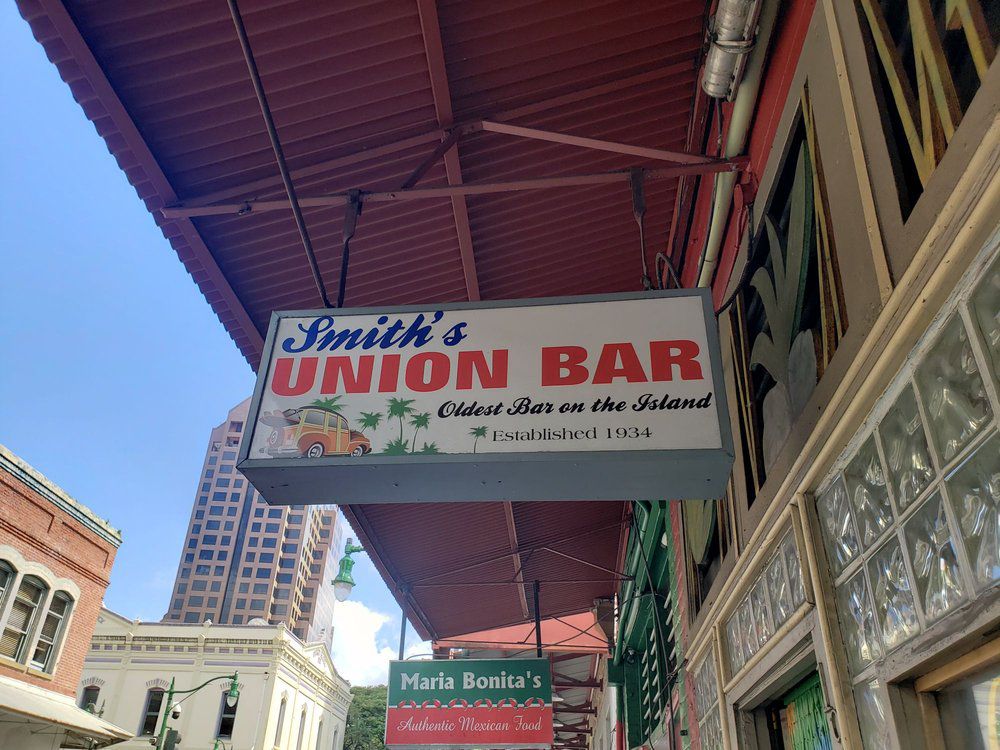 Smith's
UNION BAR
Oldest Bar on the Island
Established 1934
Maria Bonita's
Authentic Mexican Food